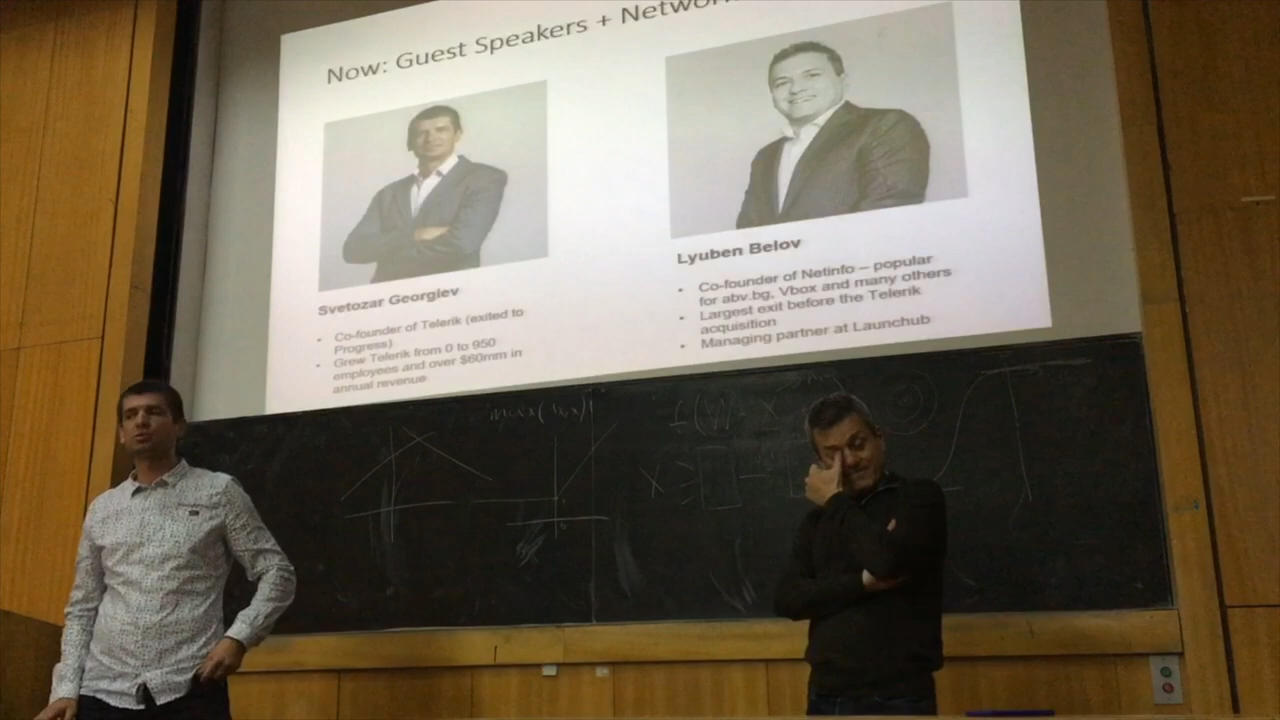 Now: Guest Speakers +
Svetozar Georgiev
Co-founder of Telerik (exited to
Progress)
Grew Telerik from 0 to 950
employees and over $60mm in
annual revenue
Lyuben Belov
Co-founder of Netinfo – popular
for abv.bg, Vbox and many others
Largest exit before the Telerik
acquisition
Managing partner at Launchub
X